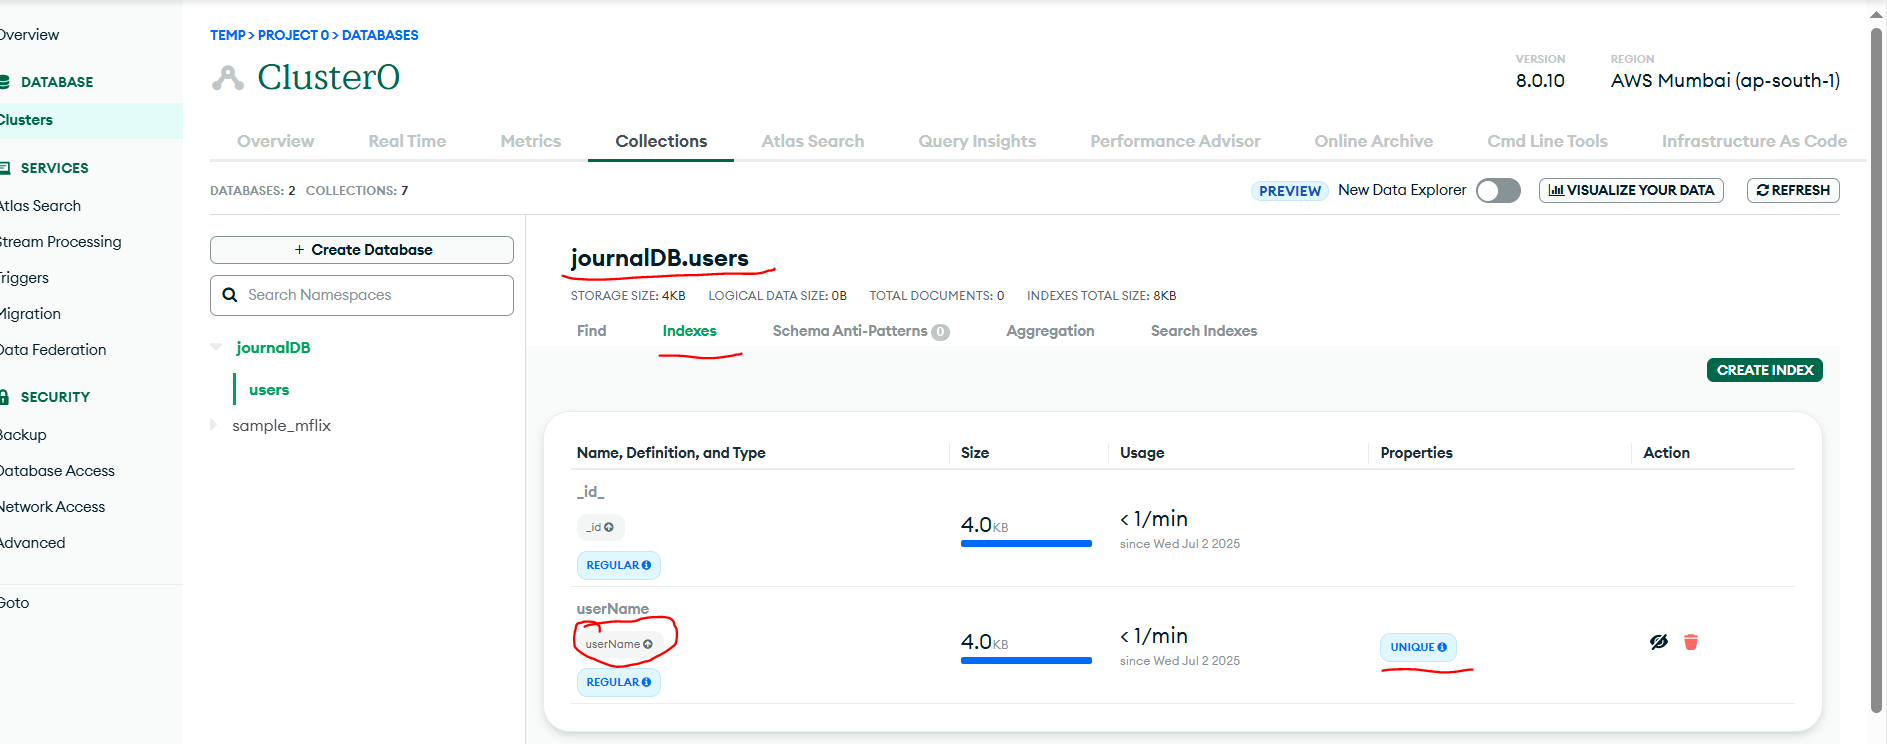 Overview
DATABASE
Clusters
SERVICES
Atlas Search
Stream Processing
Triggers
Migration
Data Federation
SECURITY
Backup
Database Access
Network Access
Advanced
Goto
TEMP > PROJECT 0 > DATABASES
Cluster0
VERSION
8.0.10
REGION
AWS Mumbai (ap-south-1)
Overview Real Time Metrics Collections Atlas Search Query Insights Performance Advisor Online Archive Cmd Line Tools Infrastructure As Code
DATABASES: 2 COLLECTIONS: 7
PREVIEW New Data Explorer VISUALIZE YOUR DATA REFRESH
+ Create Database
Search Namespaces
journalDB
users
sample_mflix
journalDB.users
STORAGE SIZE: 4KB LOGICAL DATA SIZE: 0B TOTAL DOCUMENTS: 0 INDEXES TOTAL SIZE: 8KB
Find Indexes Schema Anti-Patterns 0 Aggregation Search Indexes
CREATE INDEX
Name, Definition, and Type Size Usage Properties Action
_id_
_id
REGULAR
4.0KB
< 1/min
since Wed Jul 2 2025
userName
userName
REGULAR
4.0KB
< 1/min
since Wed Jul 2 2025
UNIQUE